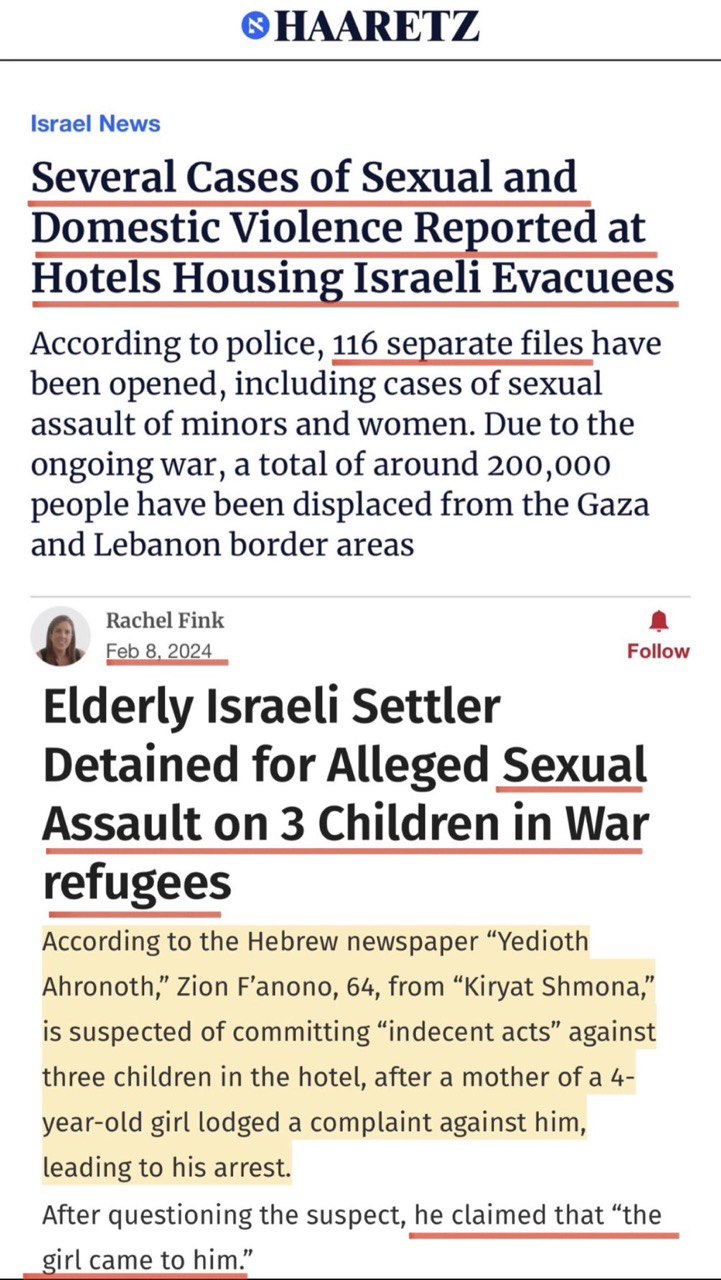 HAARETZ
Israel News
Several Cases of Sexual and
Domestic Violence Reported at
Hotels Housing Israeli Evacuees
According to police, 116 separate files have
been opened, including cases of sexual
assault of minors and women. Due to the
ongoing war, a total of around 200,000
people have been displaced from the Gaza
and Lebanon border areas
Rachel Fink
Feb 8, 2024
Follow
Elderly Israeli Settler
Detained for Alleged Sexual
Assault on 3 Children in War
refugees
According to the Hebrew newspaper “Yedioth
Ahronoth,” Zion F’anono, 64, from “Kiryat Shmona,”
is suspected of committing “indecent acts” against
three children in the hotel, after a mother of a 4-
year-old girl lodged a complaint against him,
leading to his arrest.
After questioning the suspect, he claimed that “the
girl came to him.”